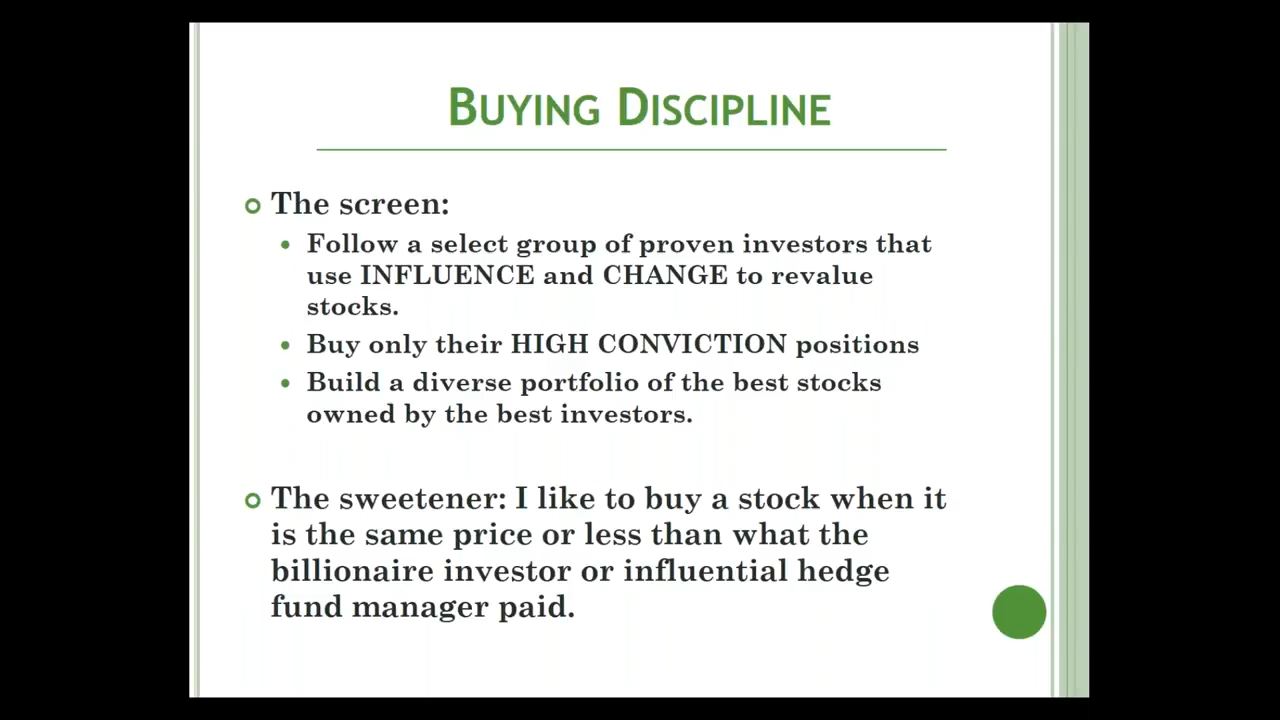 BUYING DISCIPLINE
The screen:
Follow a select group of proven investors that
use INFLUENCE and CHANGE to revalue
stocks.
Buy only their HIGH CONVICTION positions
Build a diverse portfolio of the best stocks
owned by the best investors.
The sweetener: I like to buy a stock when it
is the same price or less than what the
billionaire investor or influential hedge
fund manager paid.